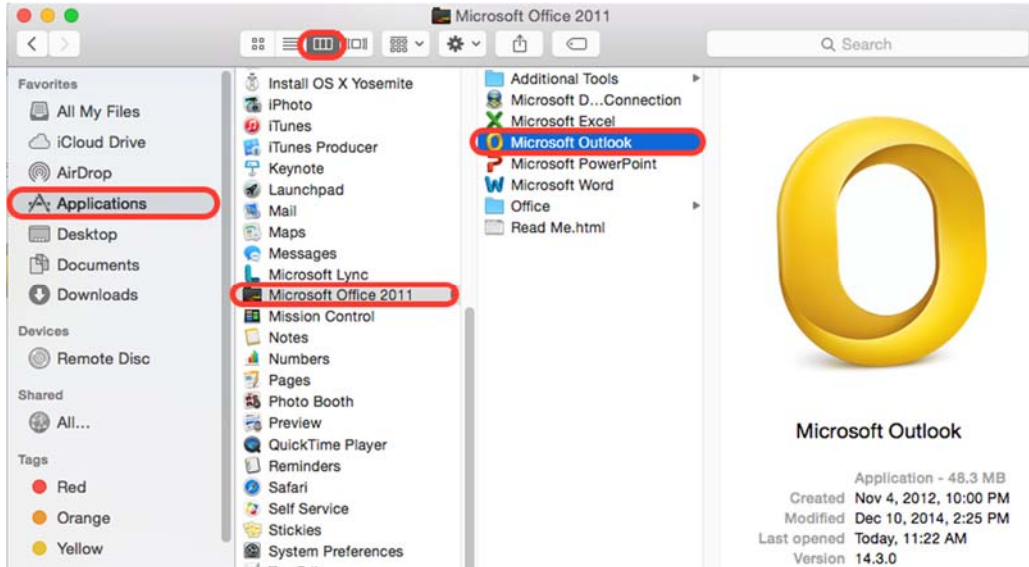 Microsoft Office 2011
Search
Favorites
All My Files
iCloud Drive
AirDrop
Applications
Desktop
Documents
Downloads
Devices
Remote Disc
Shared
All...
Tags
Red
Orange
Yellow
Install OS X Yosemite
iPhoto
iTunes
iTunes Producer
Keynote
Launchpad
Mail
Maps
Messages
Microsoft Lync
Microsoft Office 2011
Mission Control
Notes
Numbers
Pages
Photo Booth
Preview
QuickTime Player
Reminders
Safari
Self Service
Stickies
System Preferences
Additional Tools
Microsoft D...Connection
Microsoft Excel
Microsoft Outlook
Microsoft PowerPoint
Microsoft Word
Office
Read Me.html
Microsoft Outlook
Application - 48.3 MB
Created Nov 4, 2012, 10:00 PM
Modified Dec 10, 2014, 2:25 PM
Last opened Today, 11:22 AM
Version 14.3.0